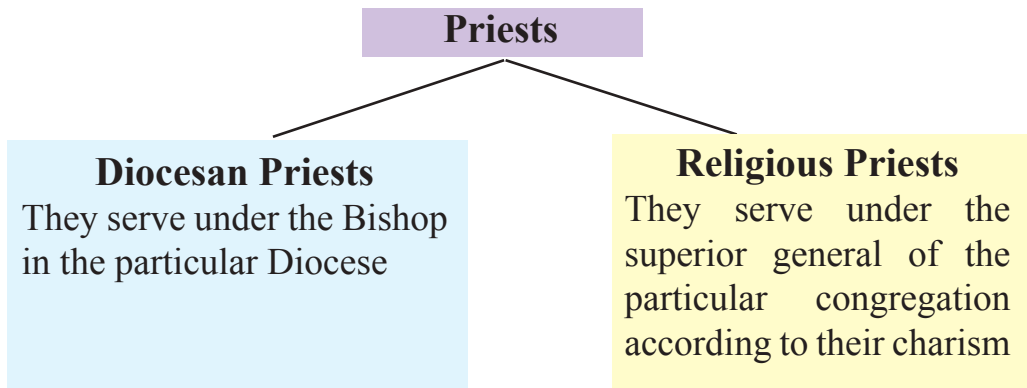 Priests
Diocesan Priests
They serve under the Bishop
in the particular Diocese
Religious Priests
They serve under the
superior general of the
particular congregation
according to their charism